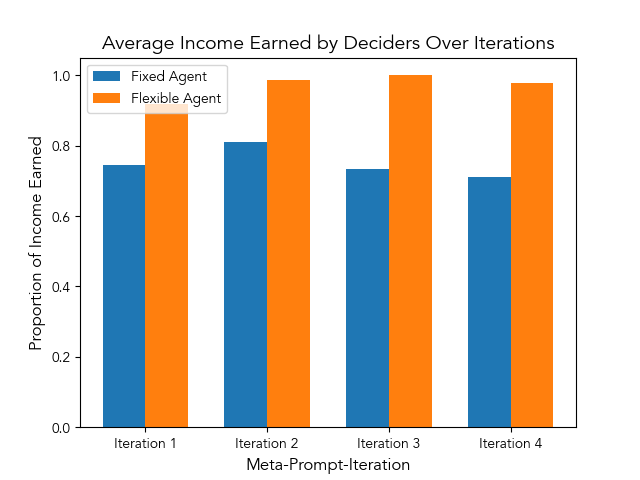 Average Income Earned by Deciders Over Iterations
Fixed Agent
Flexible Agent
1.0
0.8
0.6
0.4
0.2
0.0
Proportion of Income Earned
Iteration 1
Iteration 2
Iteration 3
Iteration 4
Meta-Prompt-Iteration